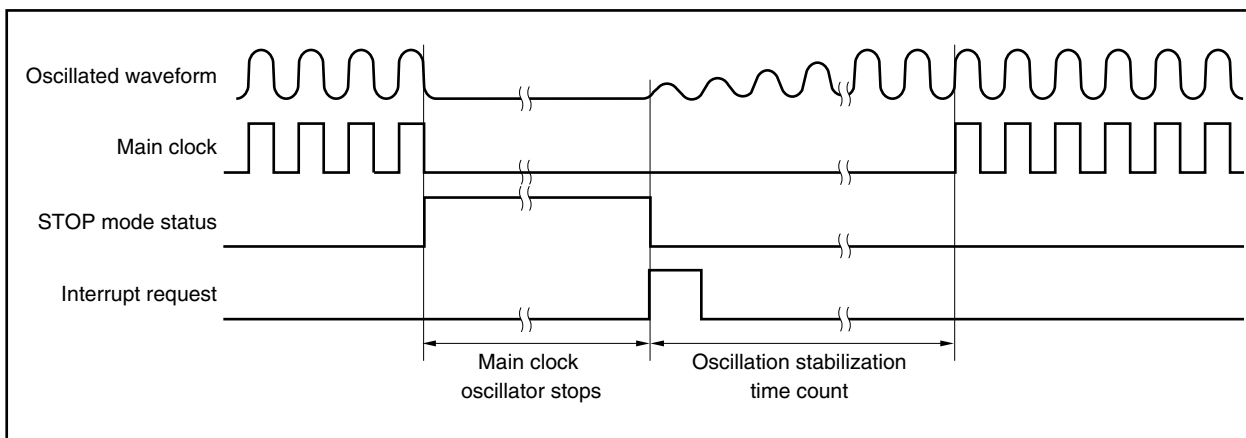 Oscillated waveform
Main clock
STOP mode status
Interrupt request
Main clock
oscillator stops
Oscillation stabilization
time count